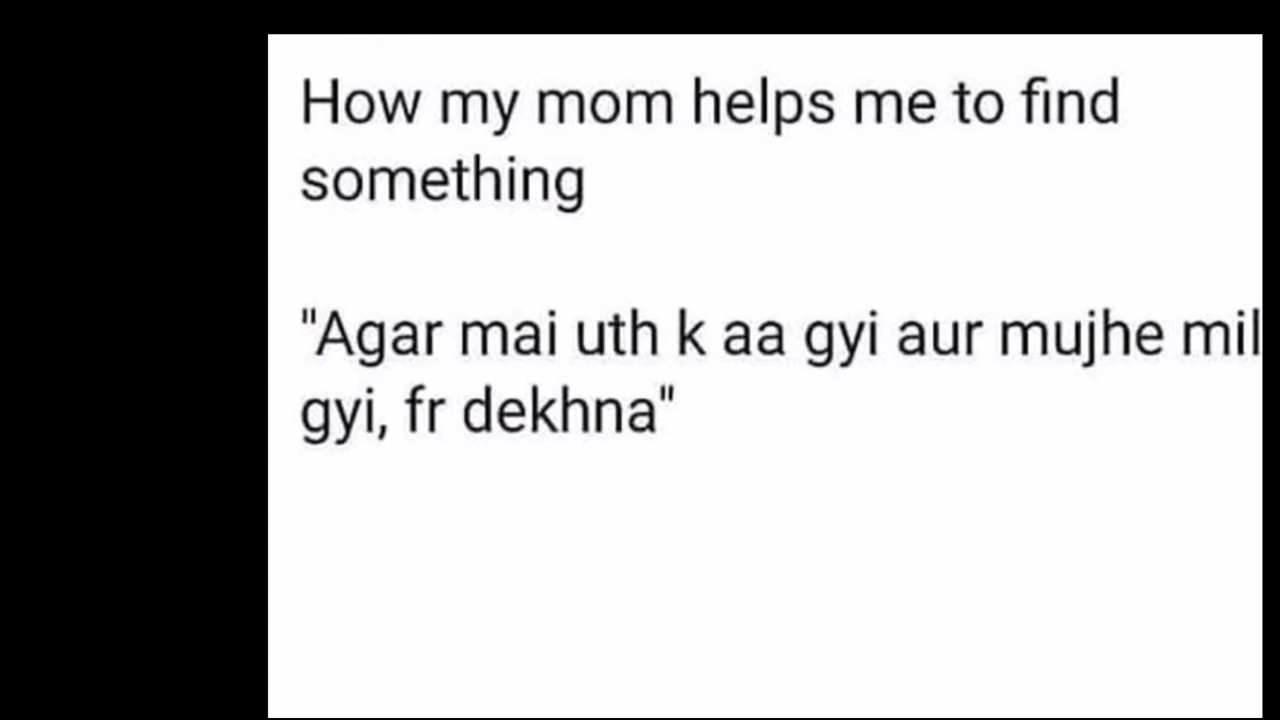 How my mom helps me to find
something
"Agar mai uth k aa gyi aur mujhe mil
gyi, fr dekhna"